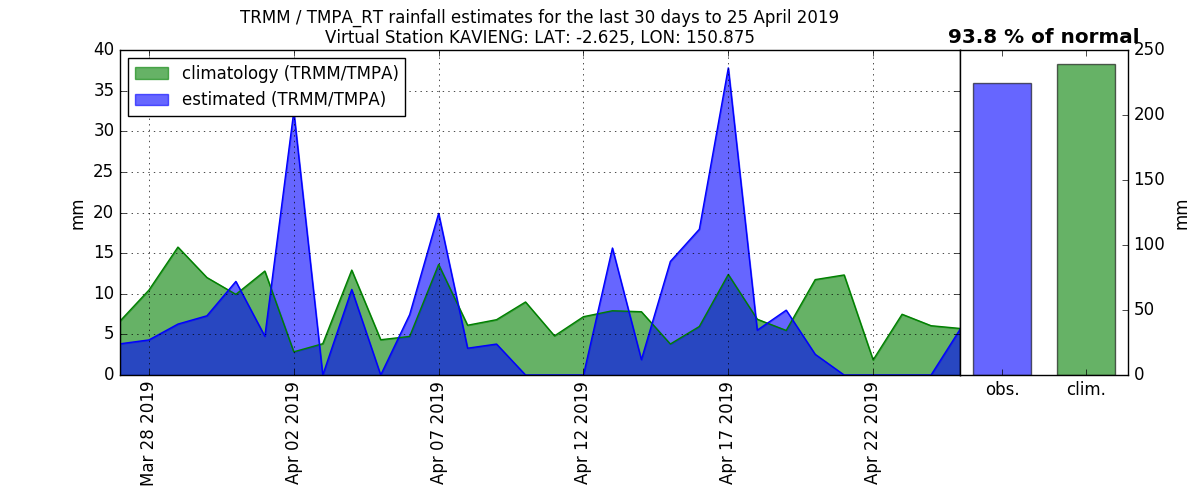 TRMM / TMPA_RT rainfall estimates for the last 30 days to 25 April 2019
Virtual Station KAVIENG: LAT: -2.625, LON: 150.875
93.8 % of normal
climatology (TRMM/TMPA)
estimated (TRMM/TMPA)
40
35
30
25
20
15
10
5
0
mm
Mar 28 2019
Apr 02 2019
Apr 07 2019
Apr 12 2019
Apr 17 2019
Apr 22 2019
250
200
150
100
50
0
mm
obs.
clim.